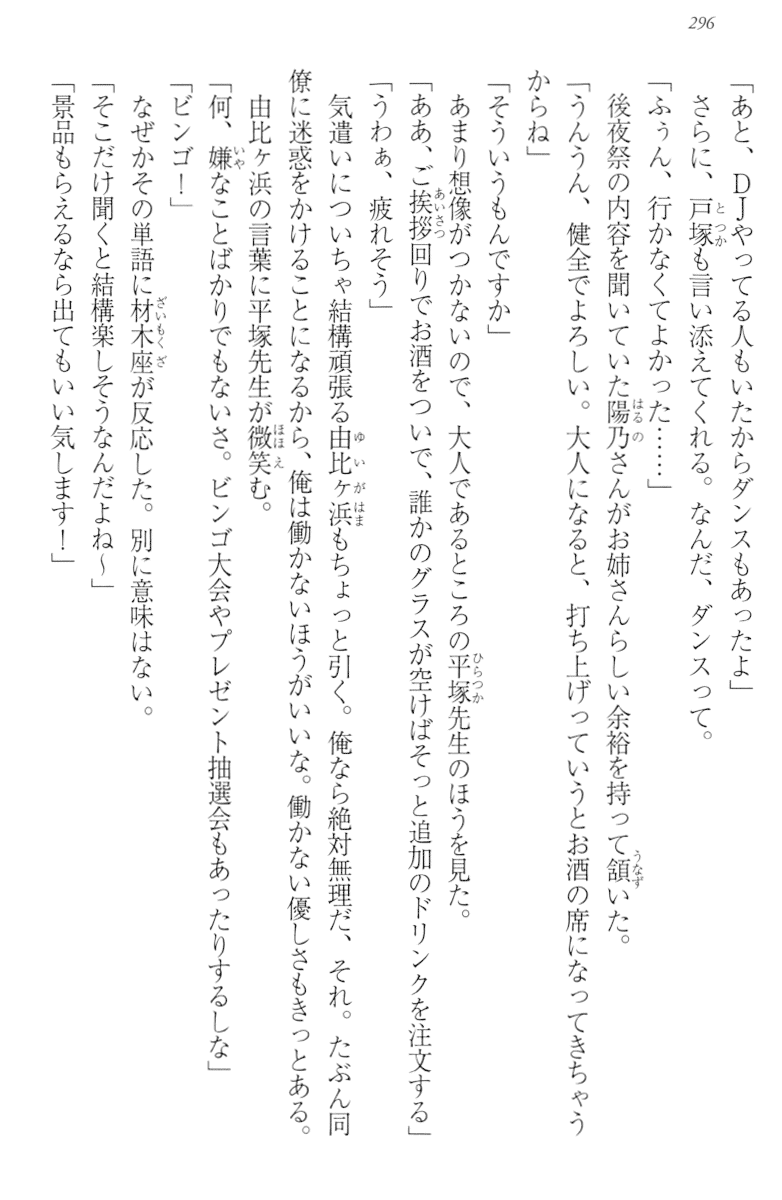 296
「あと、DJやってる人もいたからダンスもあったよ」
さらに、戸塚も言い添えてくれる。なんだ、ダンスって。
「ふぅん、行かなくてよかった……」
後夜祭の内容を聞いていた陽乃さんがお姉さんらしい余裕を持って頷いた。
「うんうん、健全でよろしい。大人になると、打ち上げっていうとお酒の席になってきちゃう
からね」
「そういうもんですか」
あまり想像がつかないので、大人であるところの平塚先生のほうを見た。
「ああ、ご挨拶回りでお酒をついで、誰かのグラスが空けばそっと追加のドリンクを注文する」
「うわぁ、疲れそう」
気遣いについちゃ結構頑張る由比ヶ浜もちょっと引く。俺なら絶対無理だ、それ。たぶん同
僚に迷惑をかけることになるから、俺は働かないほうがいいな。働かない優しさもきっとある。
由比ヶ浜の言葉に平塚先生が微笑む。
「何、嫌なことばかりでもないさ。ビンゴ大会やプレゼント抽選会もあったりするしな」
「ビンゴ！」
なぜかその単語に材木座が反応した。別に意味はない。
「そこだけ聞くと結構楽しそうなんだよね〜」
「景品もらえるなら出てもいい気します！」